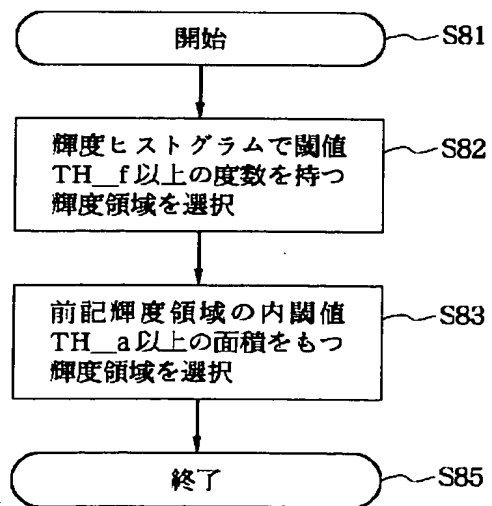 開始
S81
輝度ヒストグラムで閾値
TH_f以上の度数を持つ
輝度領域を選択
S82
前記輝度領域の内閾値
TH_a以上の面積をもつ
輝度領域を選択
S83
終了
S85